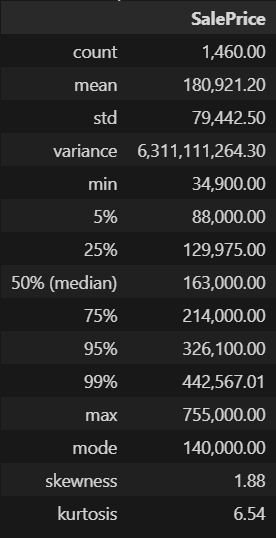 SalePrice
count 1,460.00
mean 180,921.20
std 79,442.50
variance 6,311,111,264.30
min 34,900.00
5% 88,000.00
25% 129,975.00
50% (median) 163,000.00
75% 214,000.00
95% 326,100.00
99% 442,567.01
max 755,000.00
mode 140,000.00
skewness 1.88
kurtosis 6.54